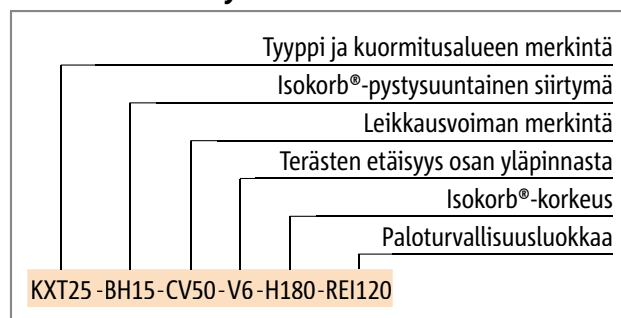 Tyyppi ja kuormitusalueen merkintä
Isokorb®-pystysuuntainen siirtymä
Leikkausvoiman merkintä
Terästen etäisyys osan yläpinnasta
Isokorb®-korkeus
Paloturvallisuusluokkaa
KXT25 -BH15-CV50-V6-H180-REI120